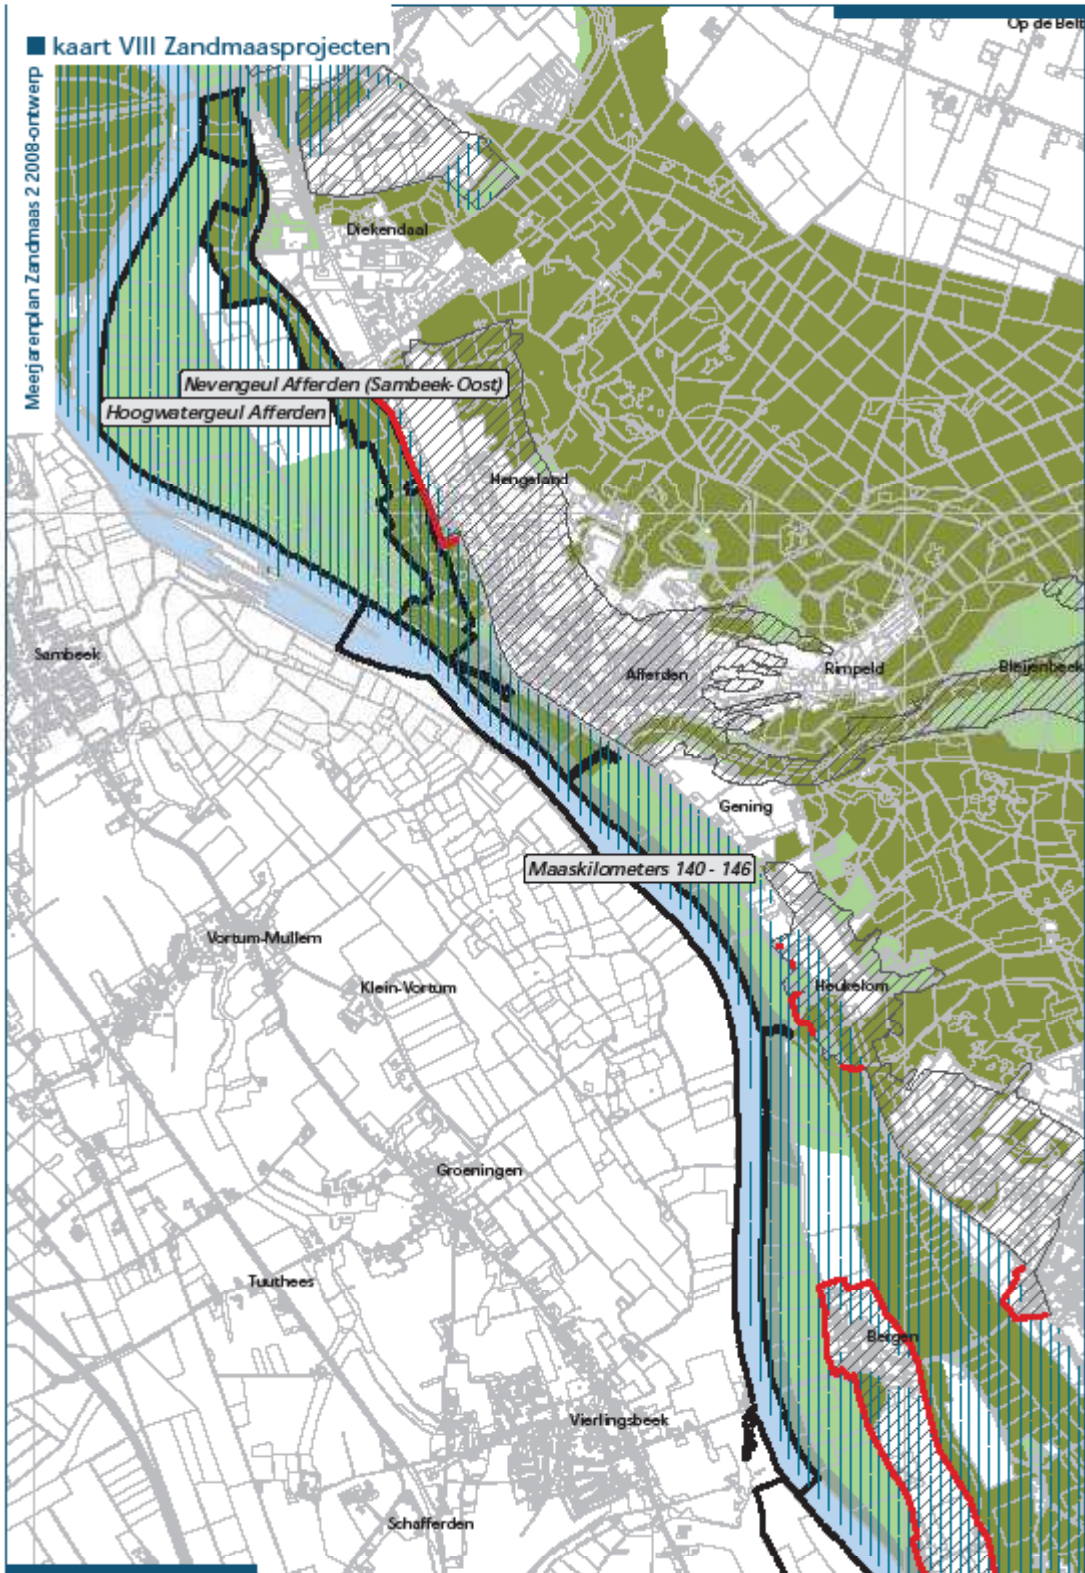 Op de Belt
kaart VIII Zandmaasprojecten
Meerjarenplan Zandmaas 2 2008-ontwerp
Diekendaal
Nevengeul Afferden (Sambeek-Oost)
Hoogwatergeul Afferden
Hengeland
Sambeek
Afferden
Rimpeld
Bleijenbeek
Gening
Maaskilometers 140 - 146
Vortum-Mullem
Klein-Vortum
Heukelom
Groeningen
Tuuthees
Bergen
Vierlingsbeek
Schafferden